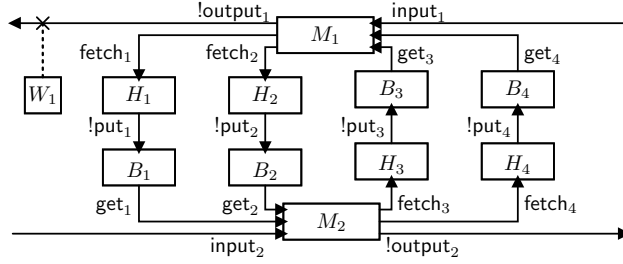 !output₁ input₁
M₁
fetch₁ fetch₂ get₃ get₄
W₁ H₁ H₂ B₃ B₄
!put₁ !put₂ !put₃ !put₄
B₁ B₂ H₃ H₄
get₁ get₂ fetch₃ fetch₄
M₂
input₂ !output₂